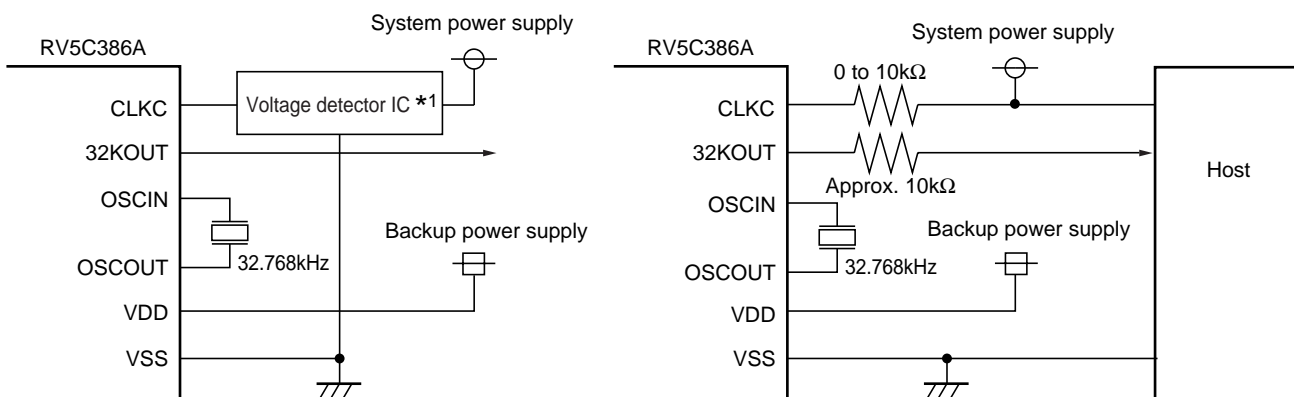 System power supply
RV5C386A
CLKC
Voltage detector IC *1
32KOUT
OSCIN
OSCOUT
32.768kHz
Backup power supply
VDD
VSS
System power supply
RV5C386A
0 to 10kΩ
CLKC
32KOUT
Approx. 10kΩ
Host
OSCIN
OSCOUT
32.768kHz
Backup power supply
VDD
VSS